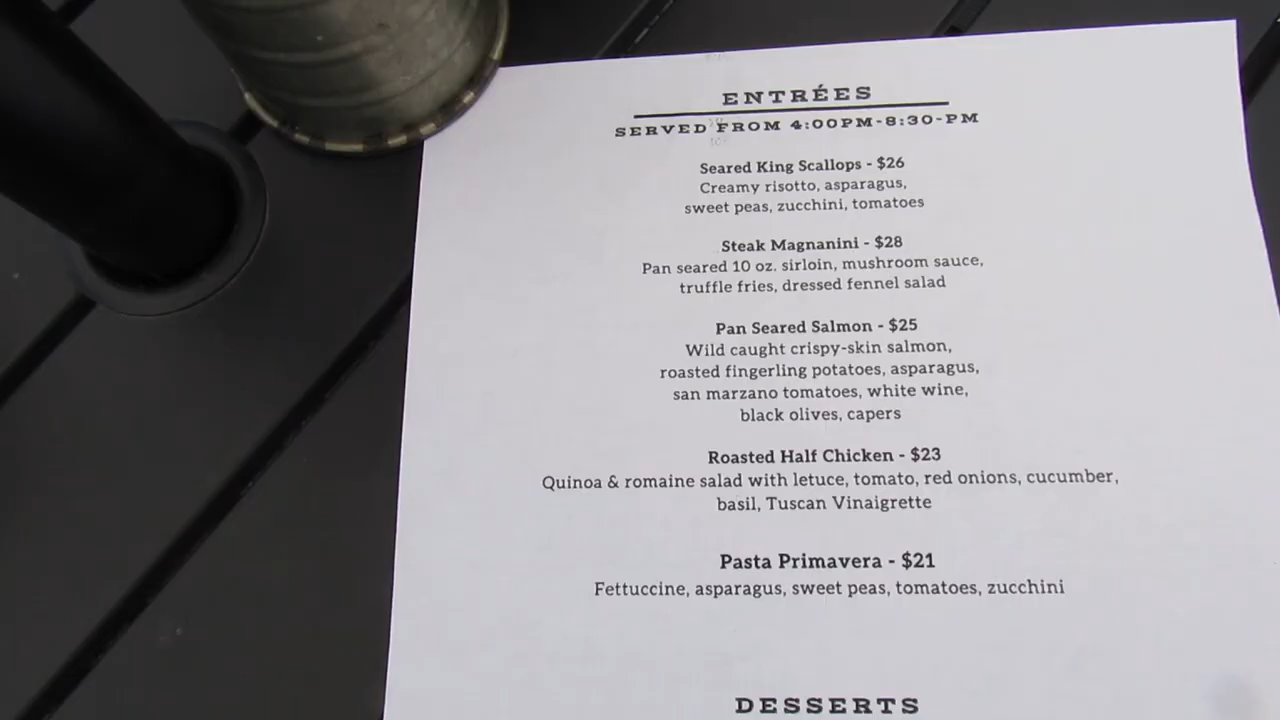 ENTRÉES
SERVED FROM 4:00PM-8:30-PM
Seared King Scallops - $26
Creamy risotto, asparagus,
sweet peas, zucchini, tomatoes
Steak Magnanini - $28
Pan seared 10 oz. sirloin, mushroom sauce,
truffle fries, dressed fennel salad
Pan Seared Salmon - $25
Wild caught crispy-skin salmon,
roasted fingerling potatoes, asparagus,
san marzano tomatoes, white wine,
black olives, capers
Roasted Half Chicken - $23
Quinoa & romaine salad with letuce, tomato, red onions, cucumber,
basil, Tuscan Vinaigrette
Pasta Primavera - $21
Fettuccine, asparagus, sweet peas, tomatoes, zucchini
DESSERTS